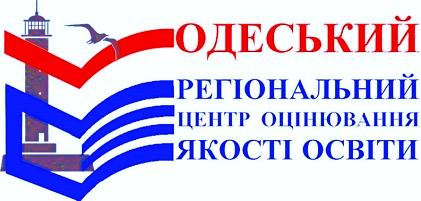 ОДЕСЬКИЙ
РЕГІОНАЛЬНИЙ
ЦЕНТР ОЦІНЮВАННЯ
ЯКОСТІ ОСВІТИ